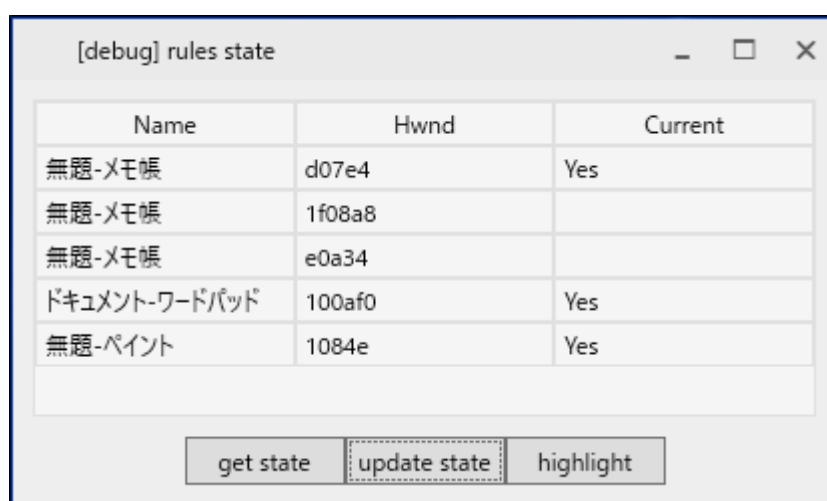 [debug] rules state
Name Hwnd Current
無題-メモ帳 d07e4 Yes
無題-メモ帳 1f08a8
無題-メモ帳 e0a34
ドキュメント-ワードパッド 100af0 Yes
無題-ペイント 1084e Yes
get state update state highlight